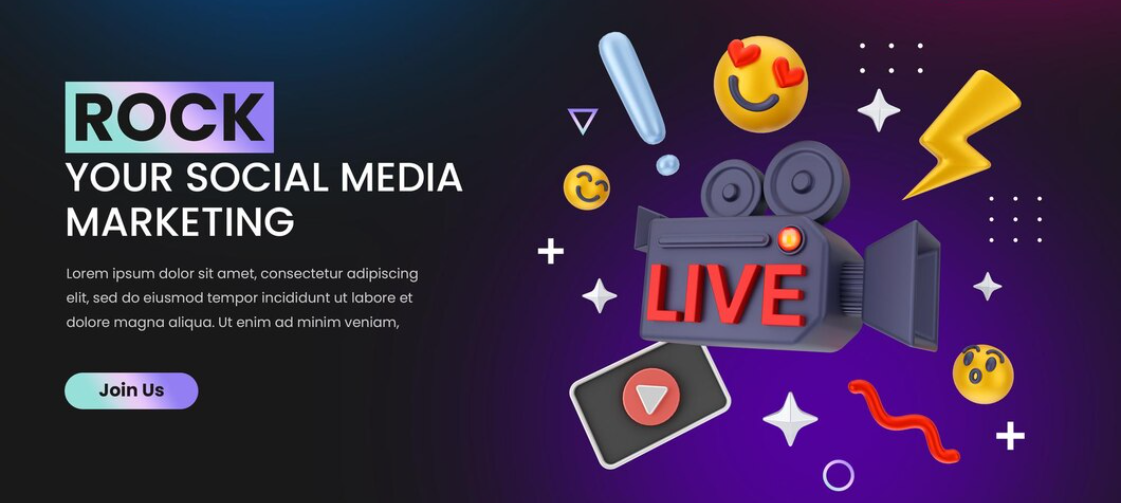 ROCK
YOUR SOCIAL MEDIA
MARKETING
Lorem ipsum dolor sit amet, consectetur adipiscing
elit, sed do eiusmod tempor incididunt ut labore et
dolore magna aliqua. Ut enim ad minim veniam,
Join Us
LIVE